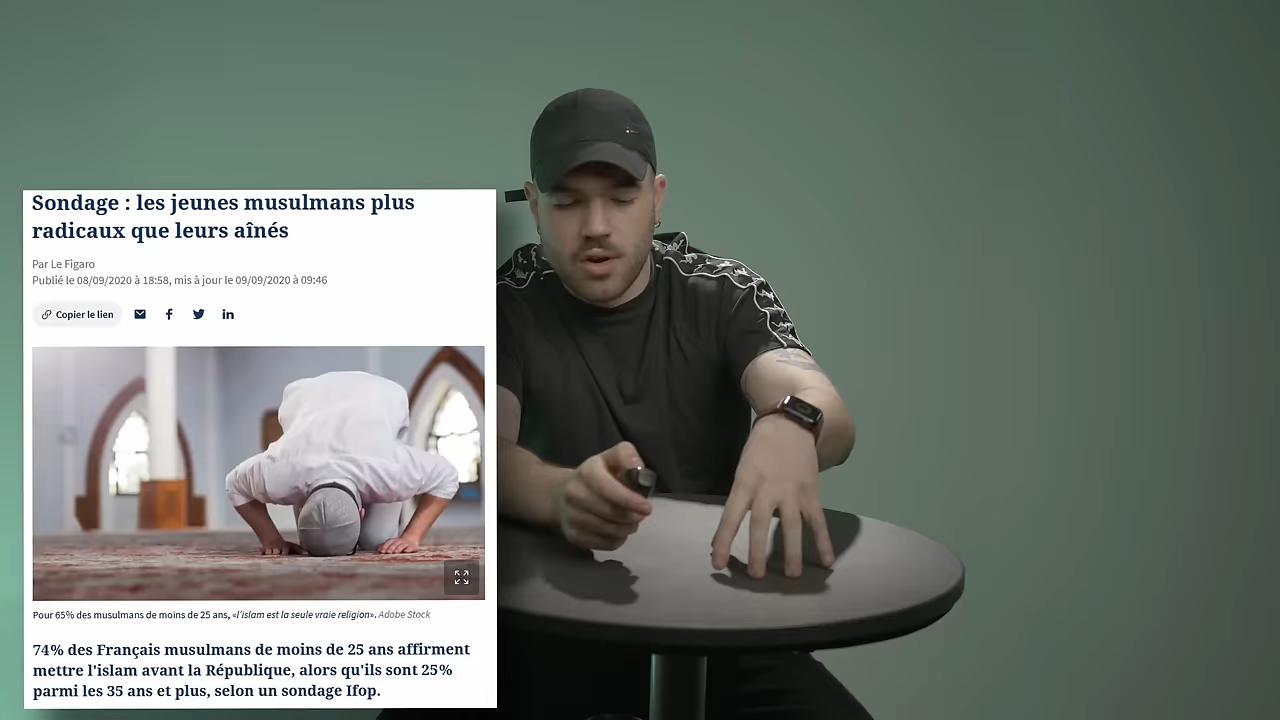 Sondage : les jeunes musulmans plus
radicaux que leurs aînés
Par Le Figaro
Publié le 08/09/2020 à 18:58, mis à jour le 09/09/2020 à 09:46
Copier le lien
Pour 65% des musulmans de moins de 25 ans, «l'islam est la seule vraie religion». Adobe Stock
74% des Français musulmans de moins de 25 ans affirment
mettre l'islam avant la République, alors qu'ils sont 25%
parmi les 35 ans et plus, selon un sondage Ifop.